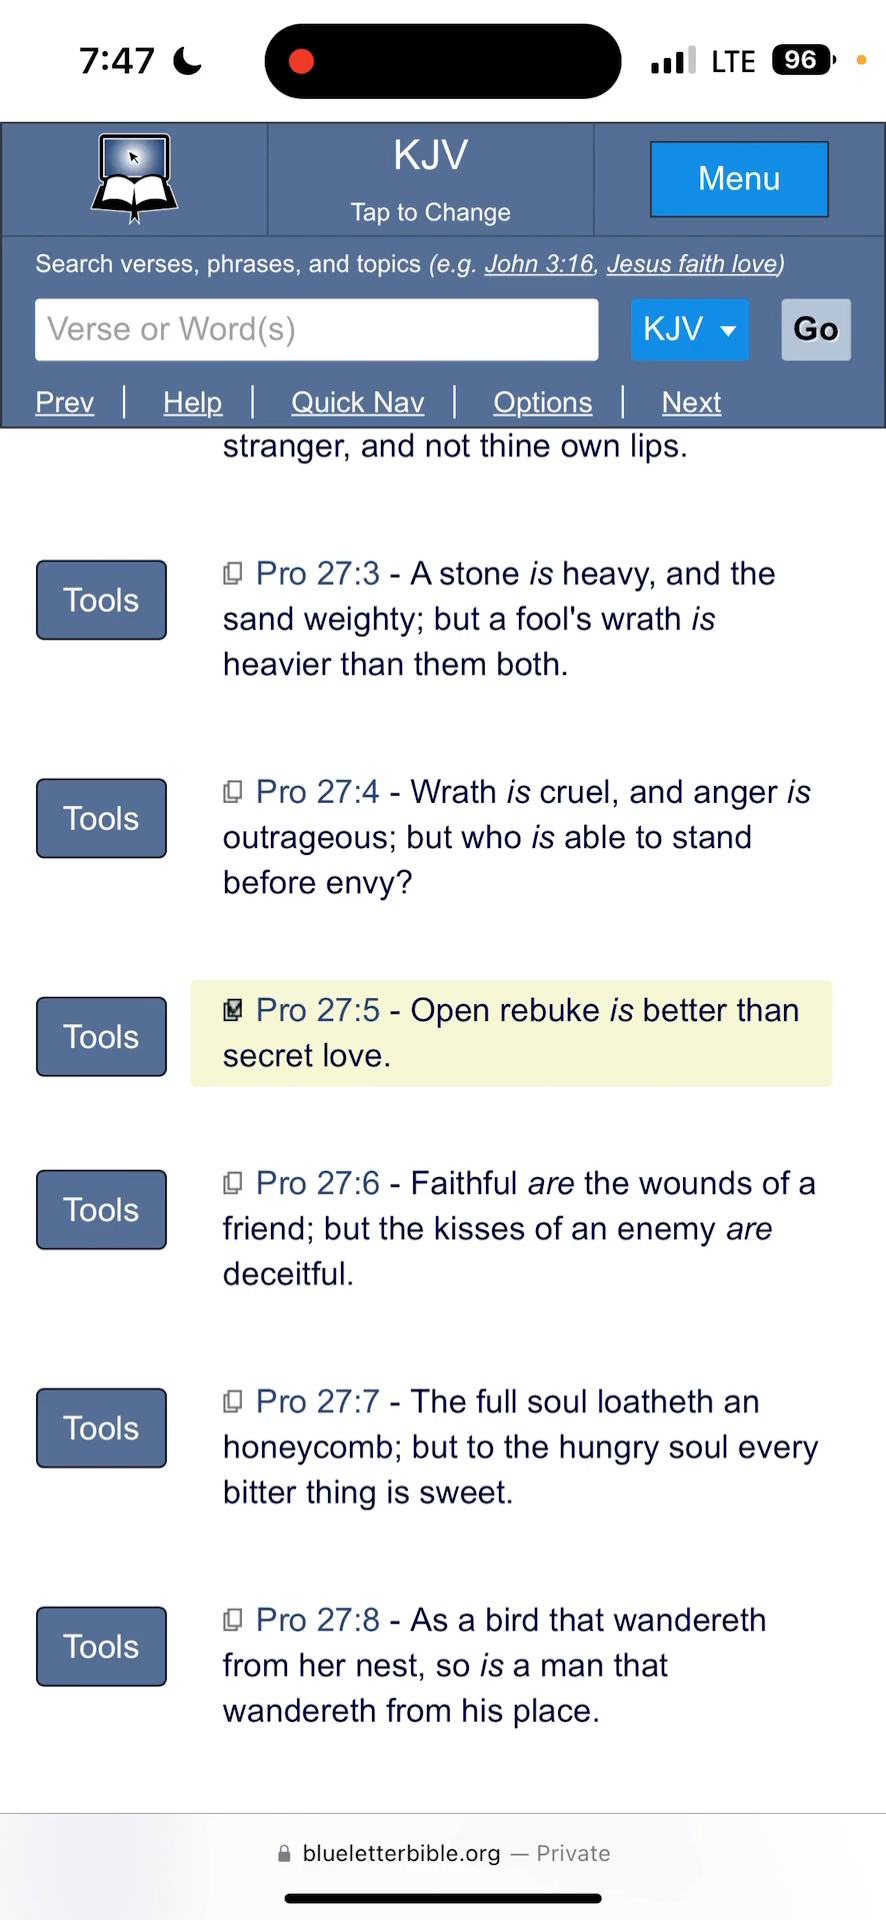 7:47
LTE 96
KJV
Tap to Change
Menu
Search verses, phrases, and topics (e.g. John 3:16, Jesus faith love)
Verse or Word(s)
KJV
Go
Prev | Help | Quick Nav | Options | Next
stranger, and not thine own lips.
Tools
Pro 27:3 - A stone is heavy, and the
sand weighty; but a fool's wrath is
heavier than them both.
Tools
Pro 27:4 - Wrath is cruel, and anger is
outrageous; but who is able to stand
before envy?
Tools
Pro 27:5 - Open rebuke is better than
secret love.
Tools
Pro 27:6 - Faithful are the wounds of a
friend; but the kisses of an enemy are
deceitful.
Tools
Pro 27:7 - The full soul loatheth an
honeycomb; but to the hungry soul every
bitter thing is sweet.
Tools
Pro 27:8 - As a bird that wandereth
from her nest, so is a man that
wandereth from his place.
blueletterbible.org — Private